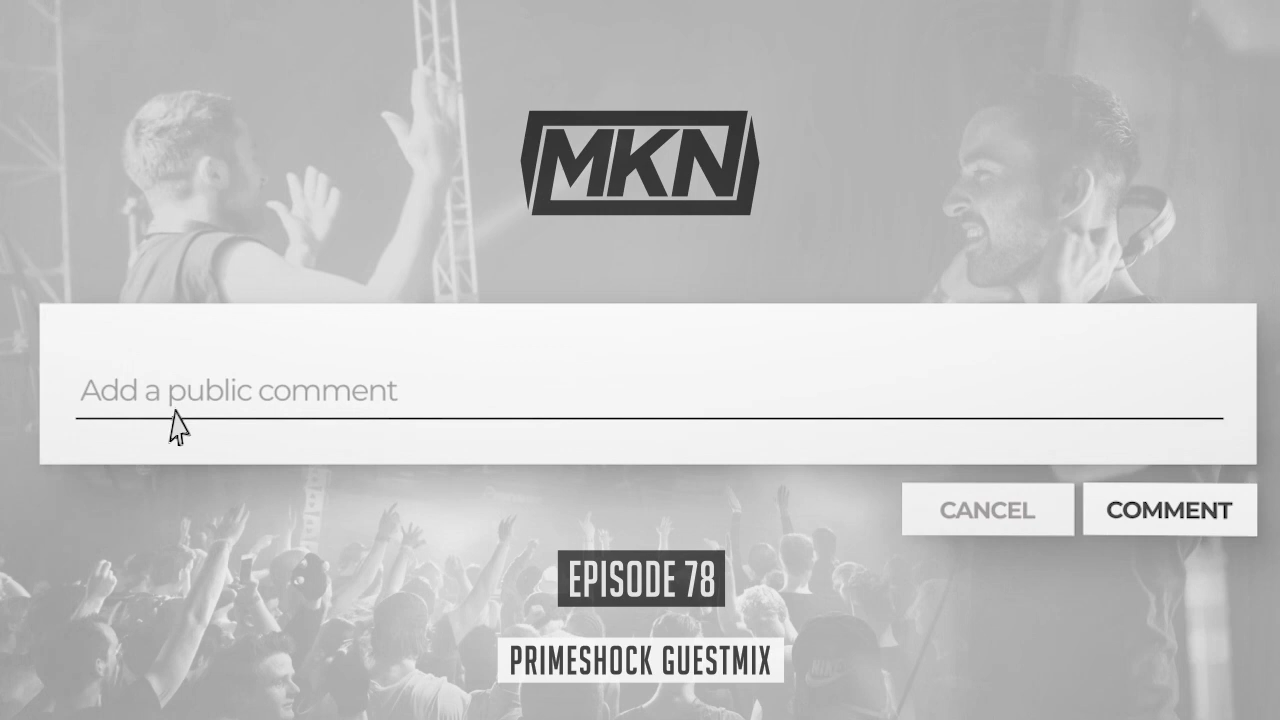 MKN
Add a public comment
CANCEL
COMMENT
EPISODE 78
PRIMESHOCK GUESTMIX